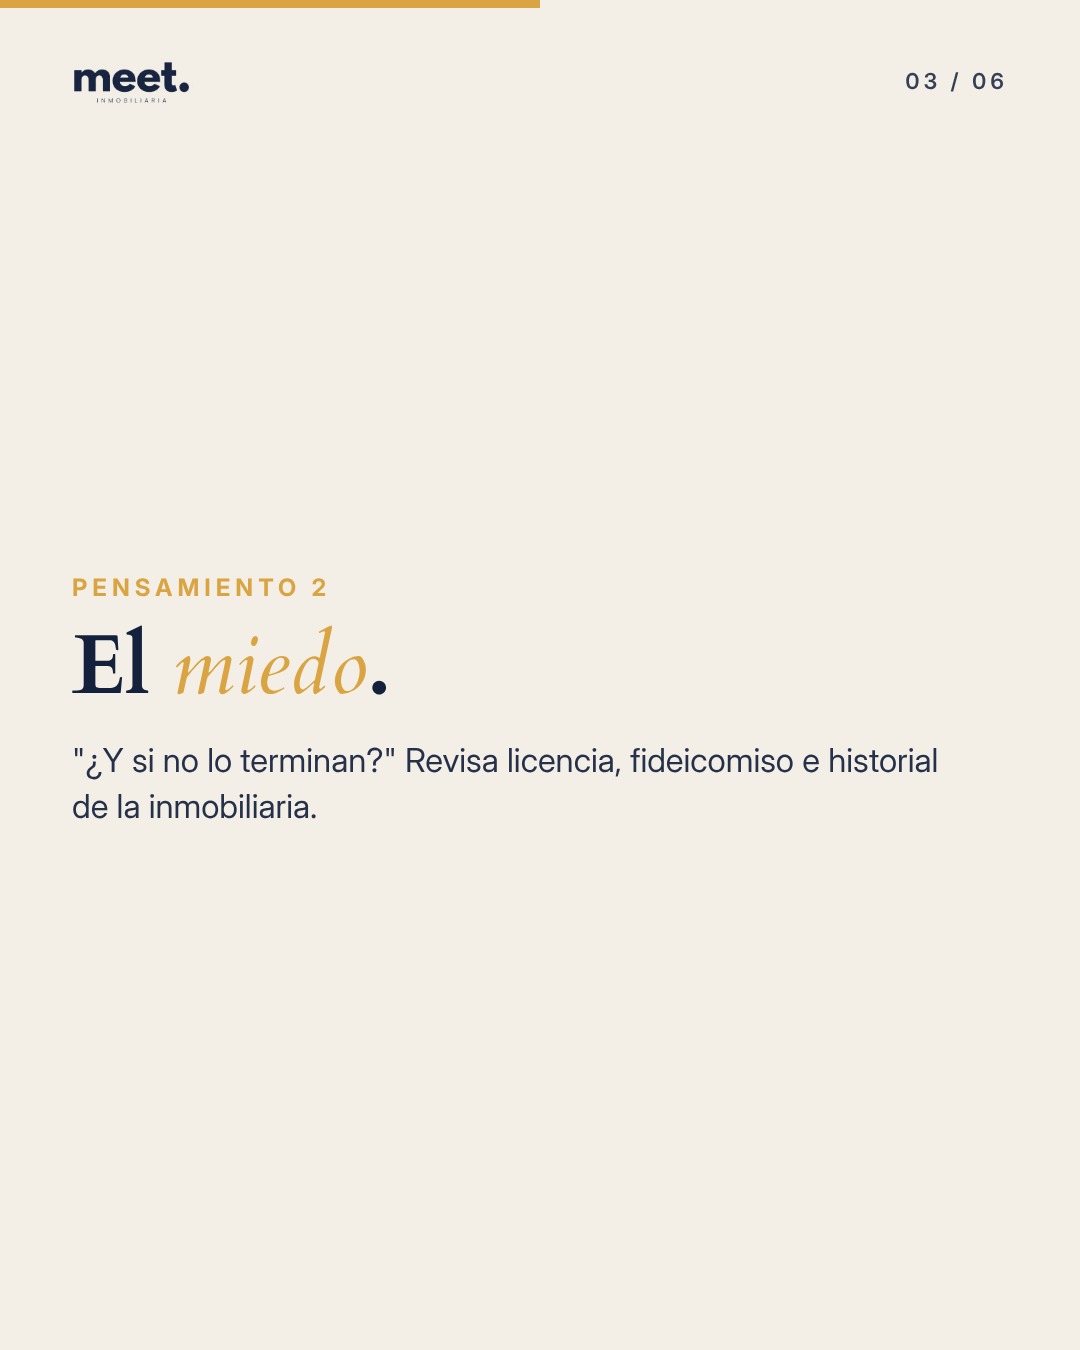 meet.
INMOBILIARIA
03 / 06
PENSAMIENTO 2
El miedo.
"¿Y si no lo terminan?" Revisa licencia, fideicomiso e historial
de la inmobiliaria.